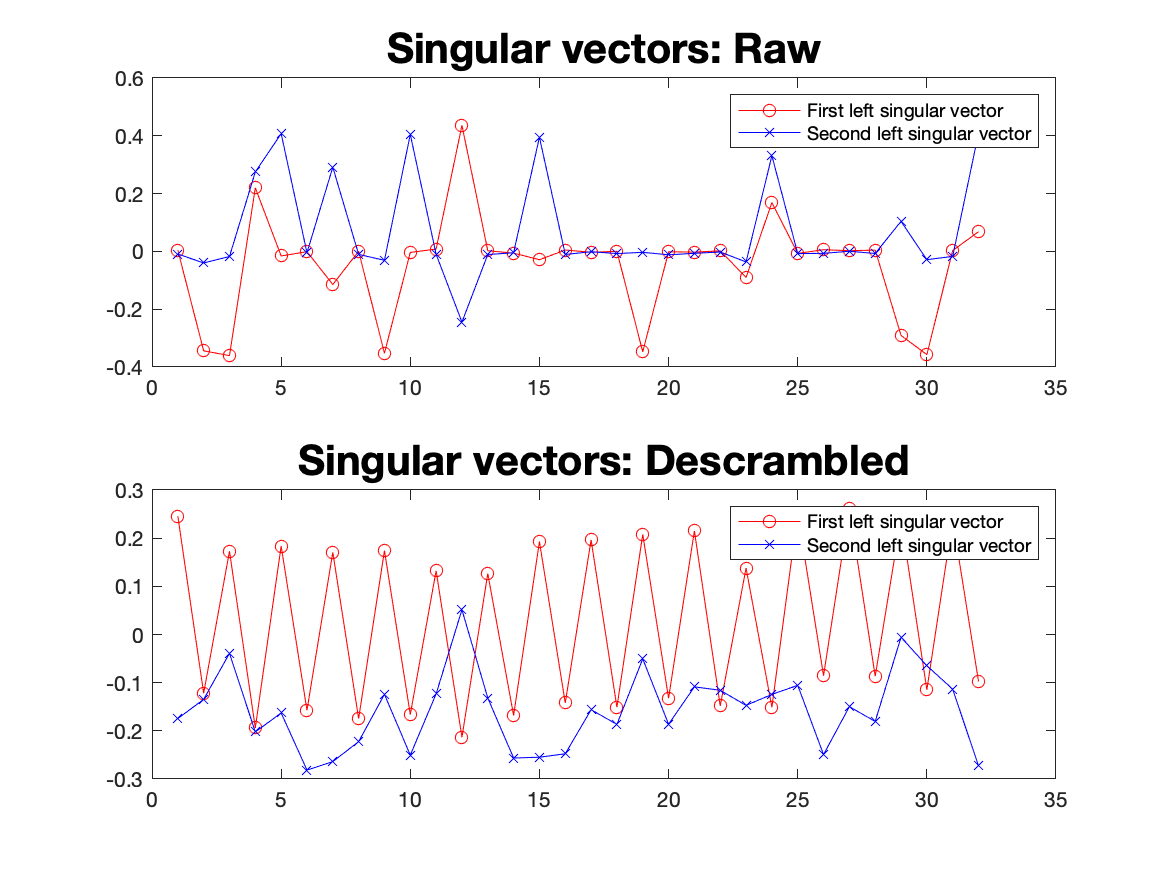 Singular vectors: Raw
0.6
0.4
0.2
0
-0.2
-0.4
First left singular vector
Second left singular vector
0 5 10 15 20 25 30 35
Singular vectors: Descrambled
0.3
0.2
0.1
0
-0.1
-0.2
-0.3
First left singular vector
Second left singular vector
0 5 10 15 20 25 30 35